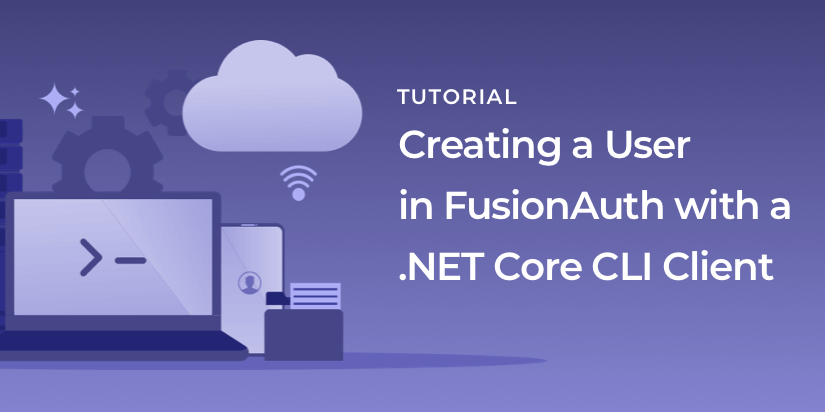 TUTORIAL
Creating a User
in FusionAuth with a
.NET Core CLI Client